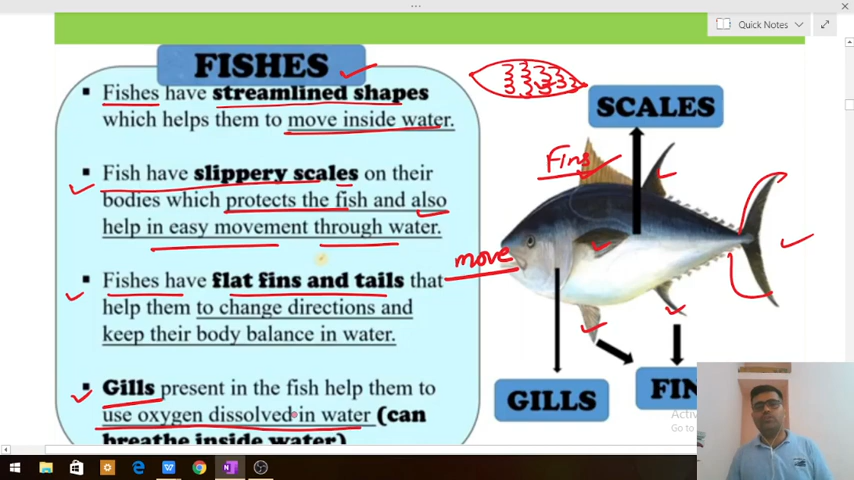 Quick Notes
FISHES
Fishes have streamlined shapes
which helps them to move inside water.
Fish have slippery scales on their
bodies which protects the fish and also
help in easy movement through water.
Fishes have flat fins and tails that
help them to change directions and
keep their body balance in water.
Gills present in the fish help them to
use oxygen dissolved in water (can
breathe inside water)
SCALES
Fins
move
GILLS
FIN
Activ
Go to